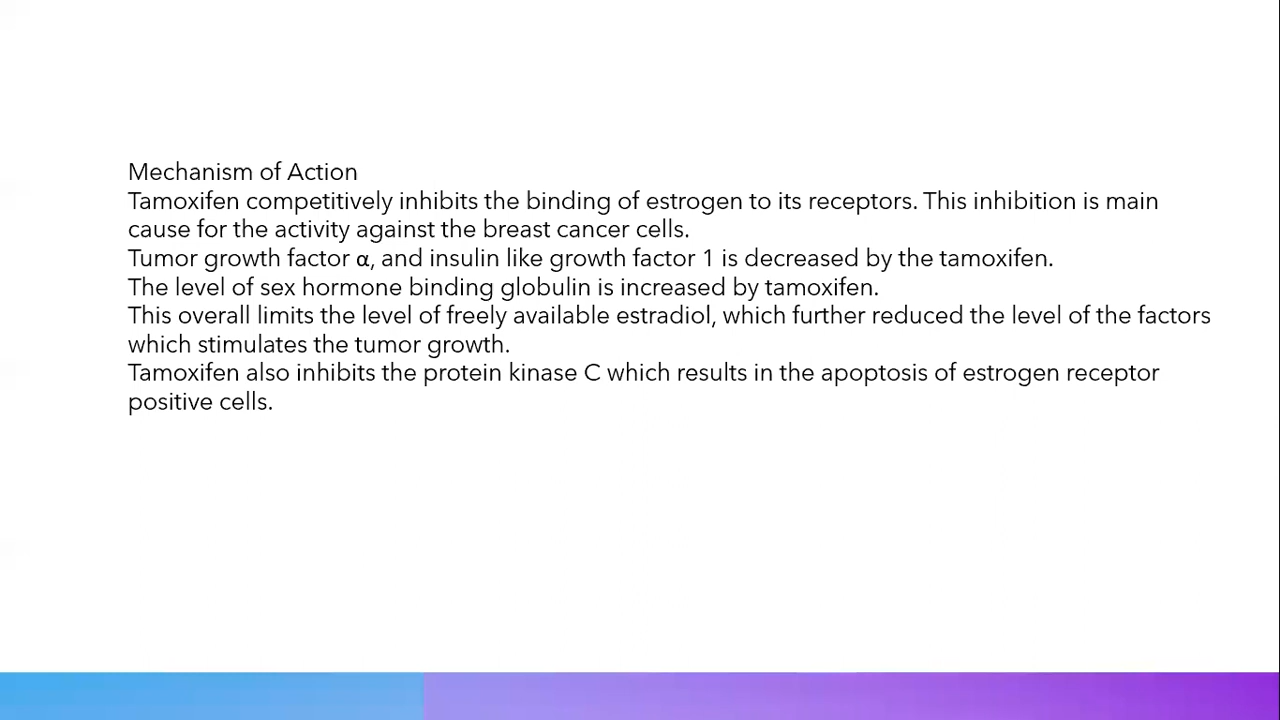 Mechanism of Action
Tamoxifen competitively inhibits the binding of estrogen to its receptors. This inhibition is main
cause for the activity against the breast cancer cells.
Tumor growth factor α, and insulin like growth factor 1 is decreased by the tamoxifen.
The level of sex hormone binding globulin is increased by tamoxifen.
This overall limits the level of freely available estradiol, which further reduced the level of the factors
which stimulates the tumor growth.
Tamoxifen also inhibits the protein kinase C which results in the apoptosis of estrogen receptor
positive cells.